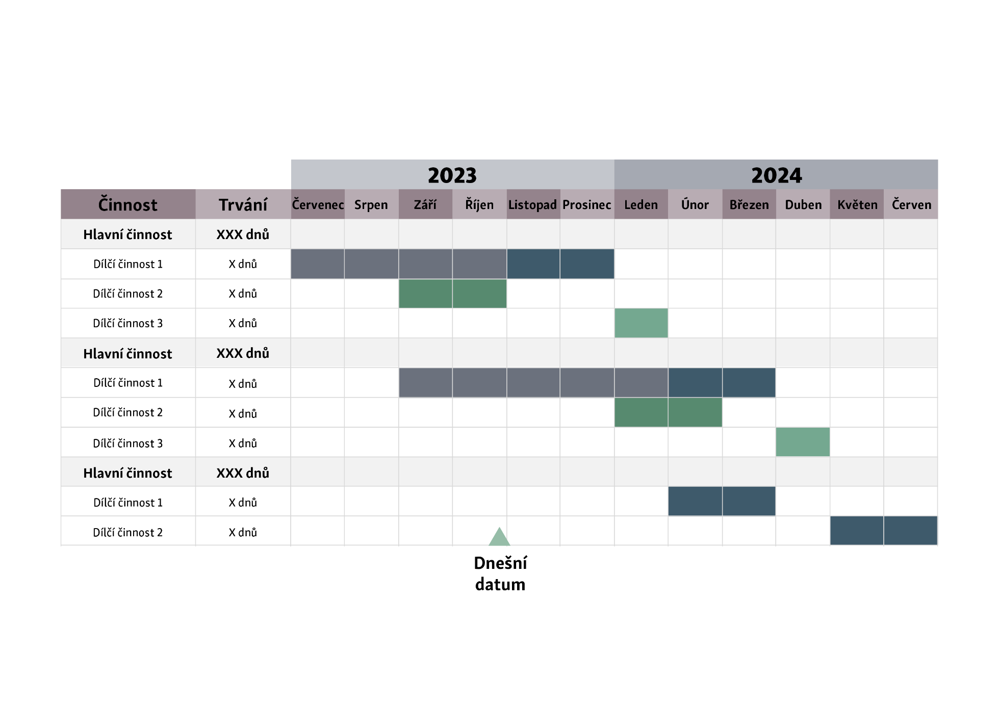 2023 2024
Činnost Trvání Červenec Srpen Září Říjen Listopad Prosinec Leden Únor Březen Duben Květen Červen
Hlavní činnost XXX dnů
Dílčí činnost 1 X dnů
Dílčí činnost 2 X dnů
Dílčí činnost 3 X dnů
Hlavní činnost XXX dnů
Dílčí činnost 1 X dnů
Dílčí činnost 2 X dnů
Dílčí činnost 3 X dnů
Hlavní činnost XXX dnů
Dílčí činnost 1 X dnů
Dílčí činnost 2 X dnů
Dnešní
datum